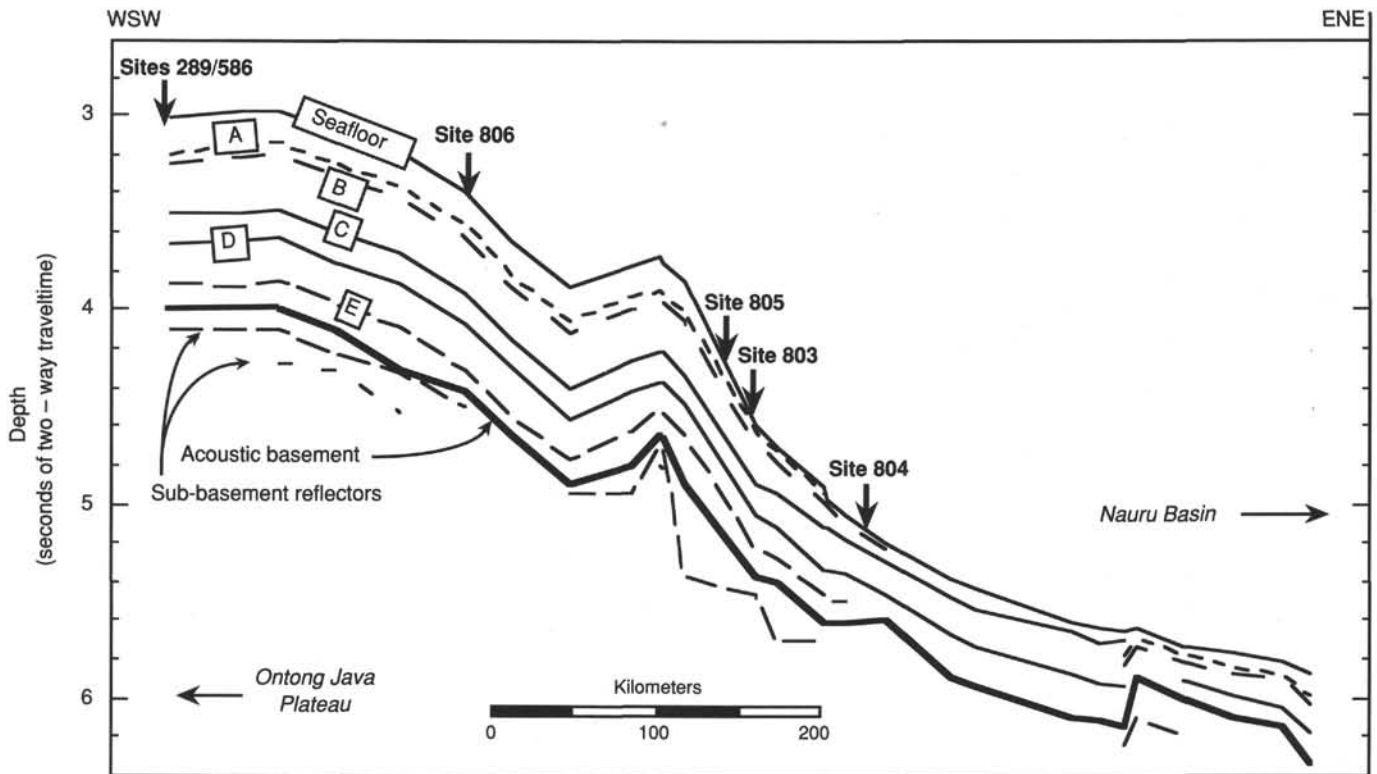 WSW
ENE
Sites 289/586
3
A
Seafloor
Site 806
B
C
D
E
4
Site 805
Site 803
Depth
(seconds of two – way traveltime)
Acoustic basement
Sub-basement reflectors
Site 804
5
Nauru Basin
Ontong Java
Plateau
6
Kilometers
0
100
200